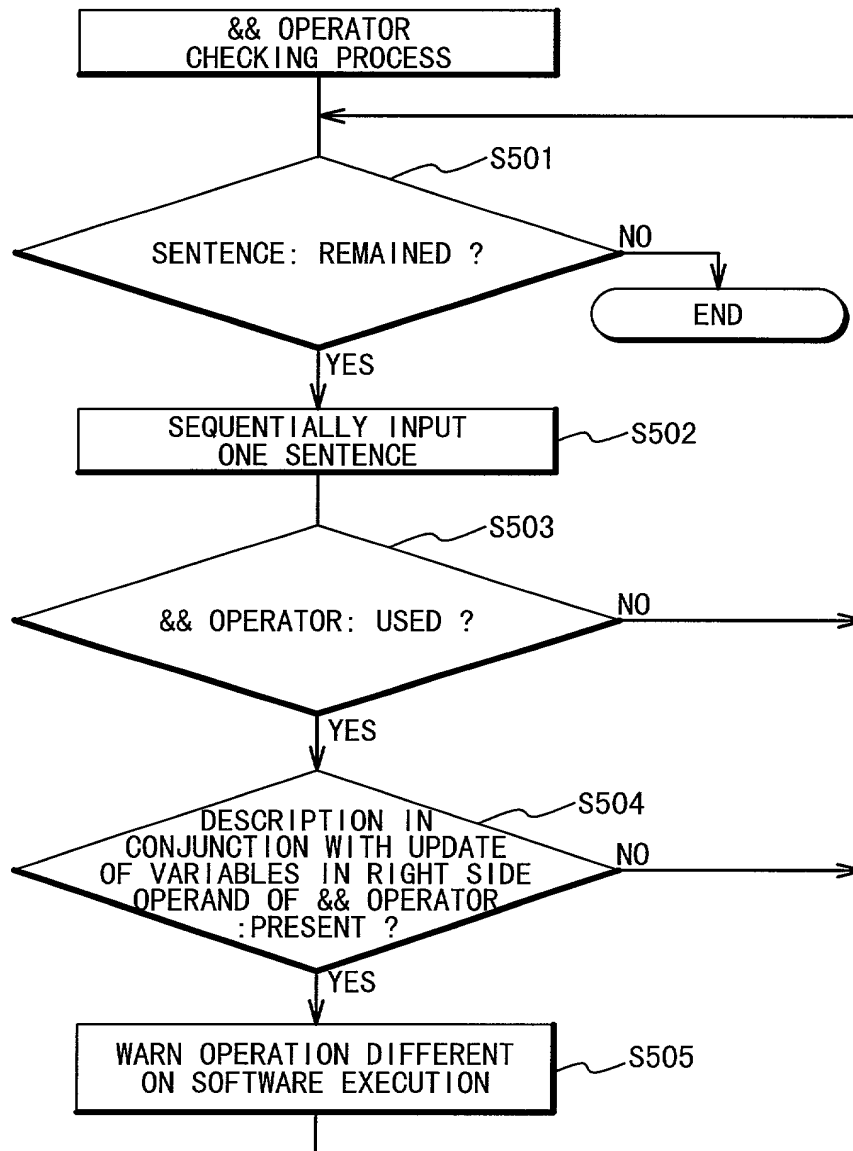 && OPERATOR
CHECKING PROCESS
S501
SENTENCE: REMAINED ?
NO
END
YES
SEQUENTIALLY INPUT
ONE SENTENCE
S502
S503
&& OPERATOR: USED ?
NO
YES
S504
DESCRIPTION IN
CONJUNCTION WITH UPDATE
OF VARIABLES IN RIGHT SIDE
OPERAND OF && OPERATOR
:PRESENT ?
NO
YES
WARN OPERATION DIFFERENT
ON SOFTWARE EXECUTION
S505